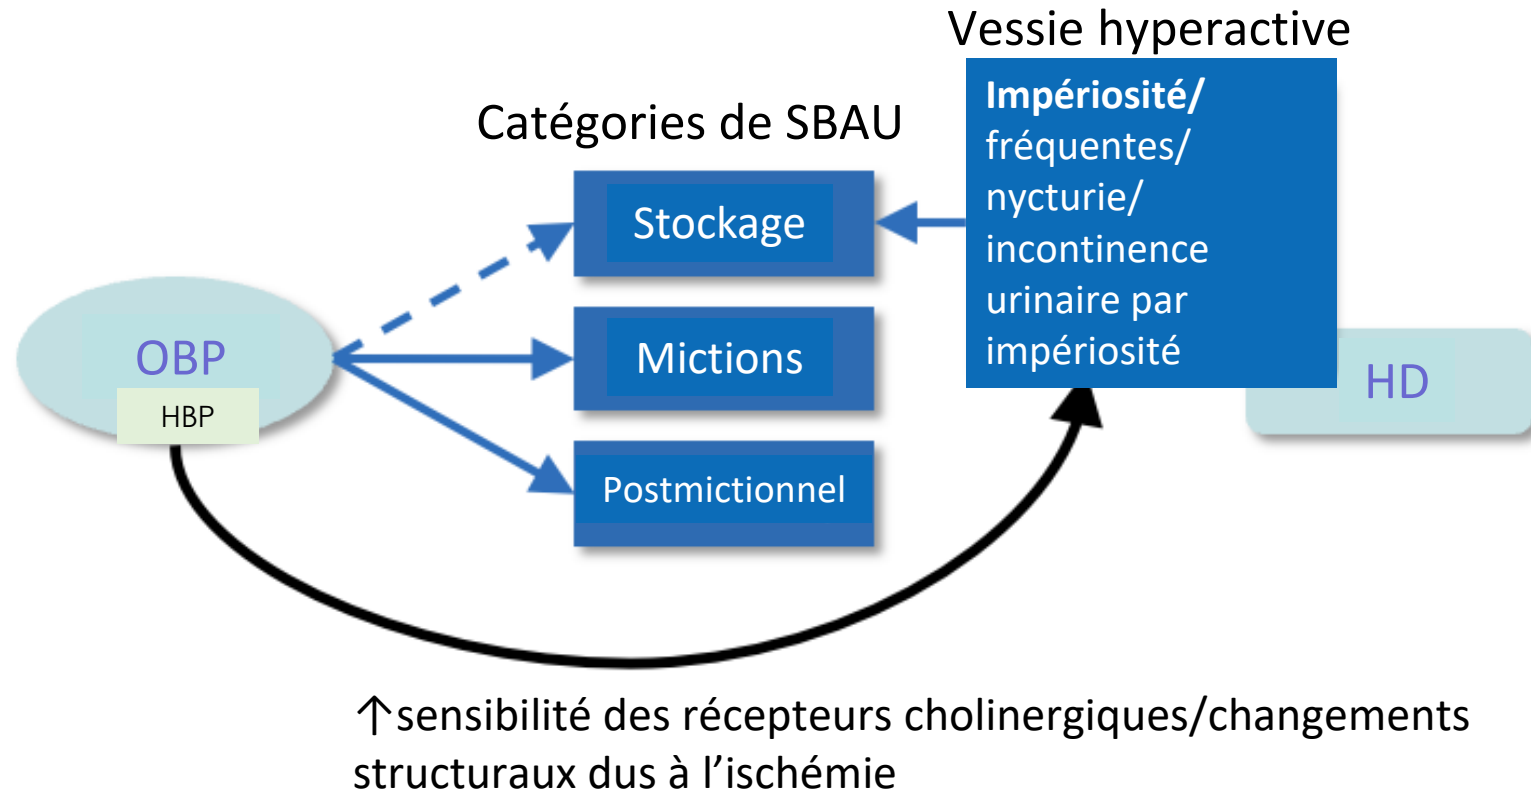 Vessie hyperactive
Catégories de SBAU
Impériosité/
fréquentes/
nycturie/
incontinence
urinaire par
impériosité
Stockage
Mictions
Postmictionnel
OBP
HBP
HD
↑sensibilité des récepteurs cholinergiques/changements
structuraux dus à l’ischémie